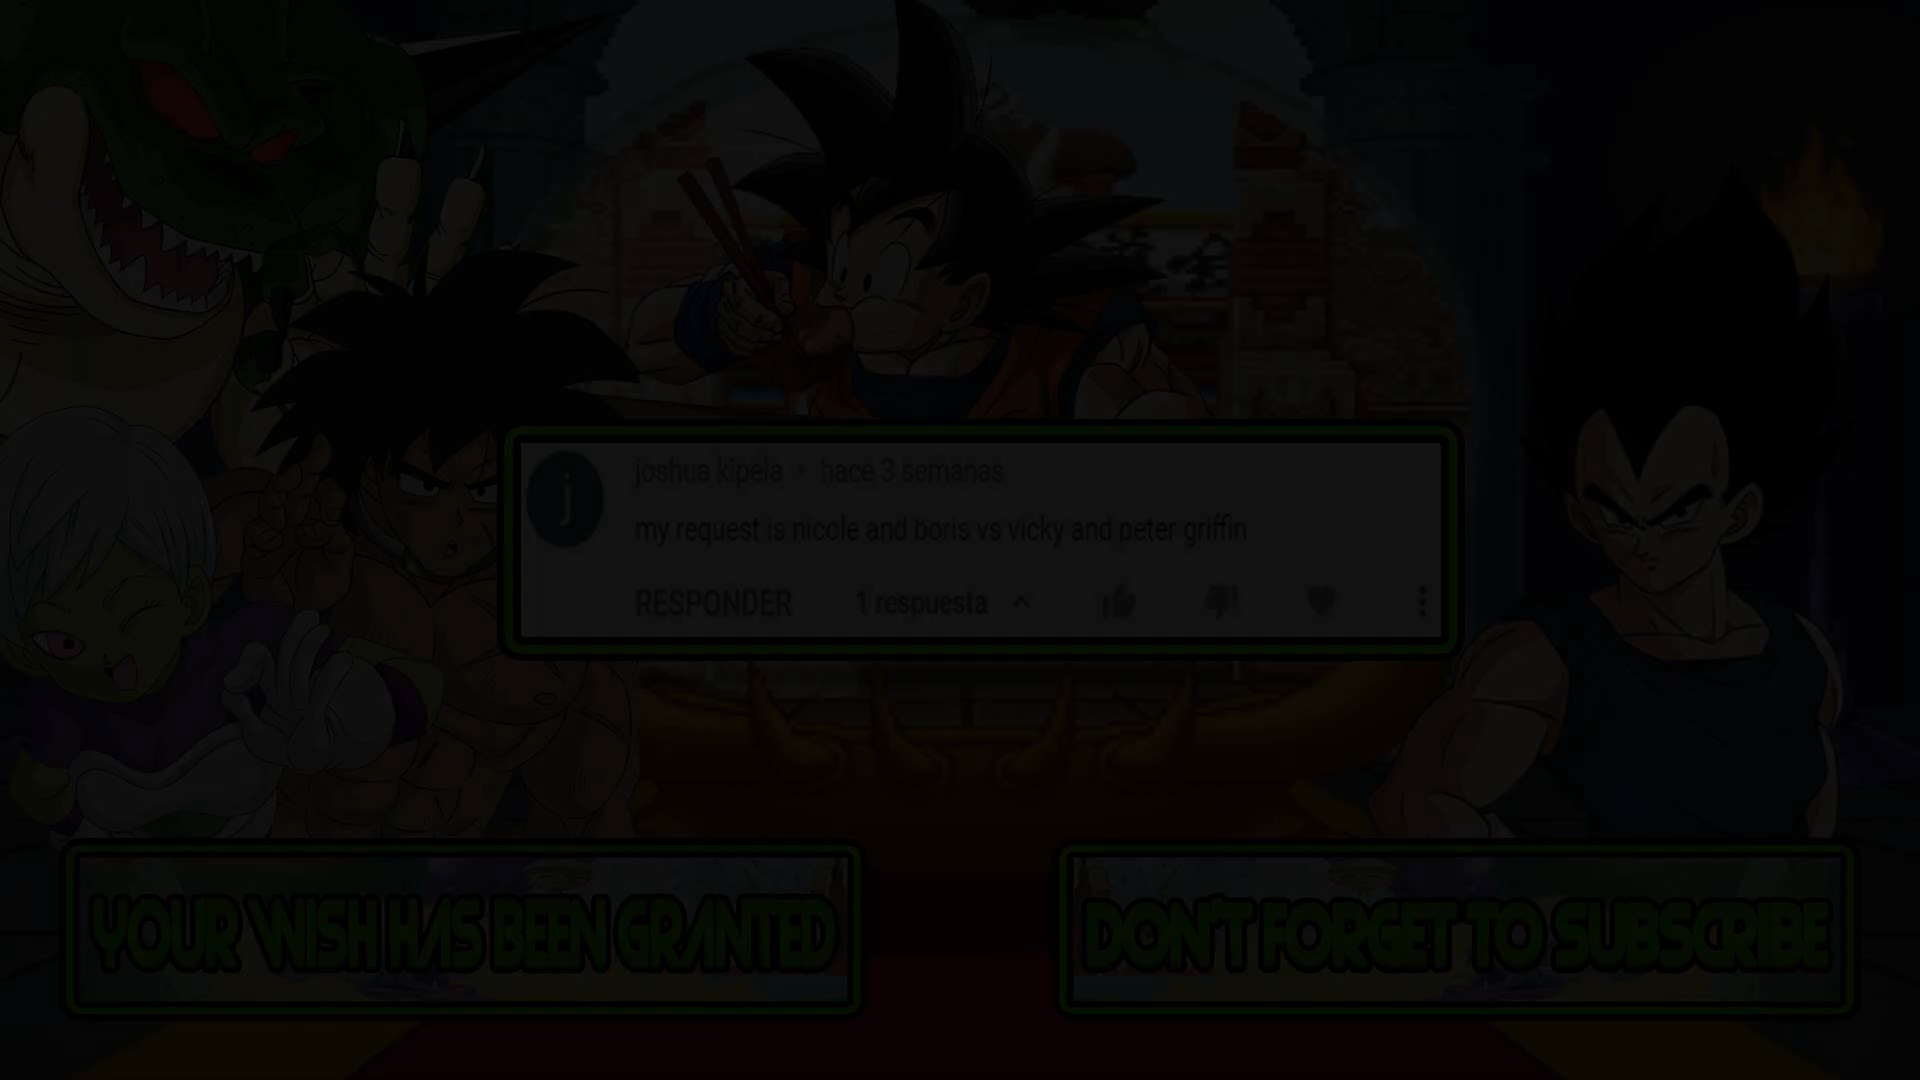 j
joshua kipela • hace 3 semanas
my request is nicole and boris vs vicky and peter griffin
RESPONDER 1 respuesta
YOUR WISH HAS BEEN GRANTED
DON'T FORGET TO SUBSCRIBE